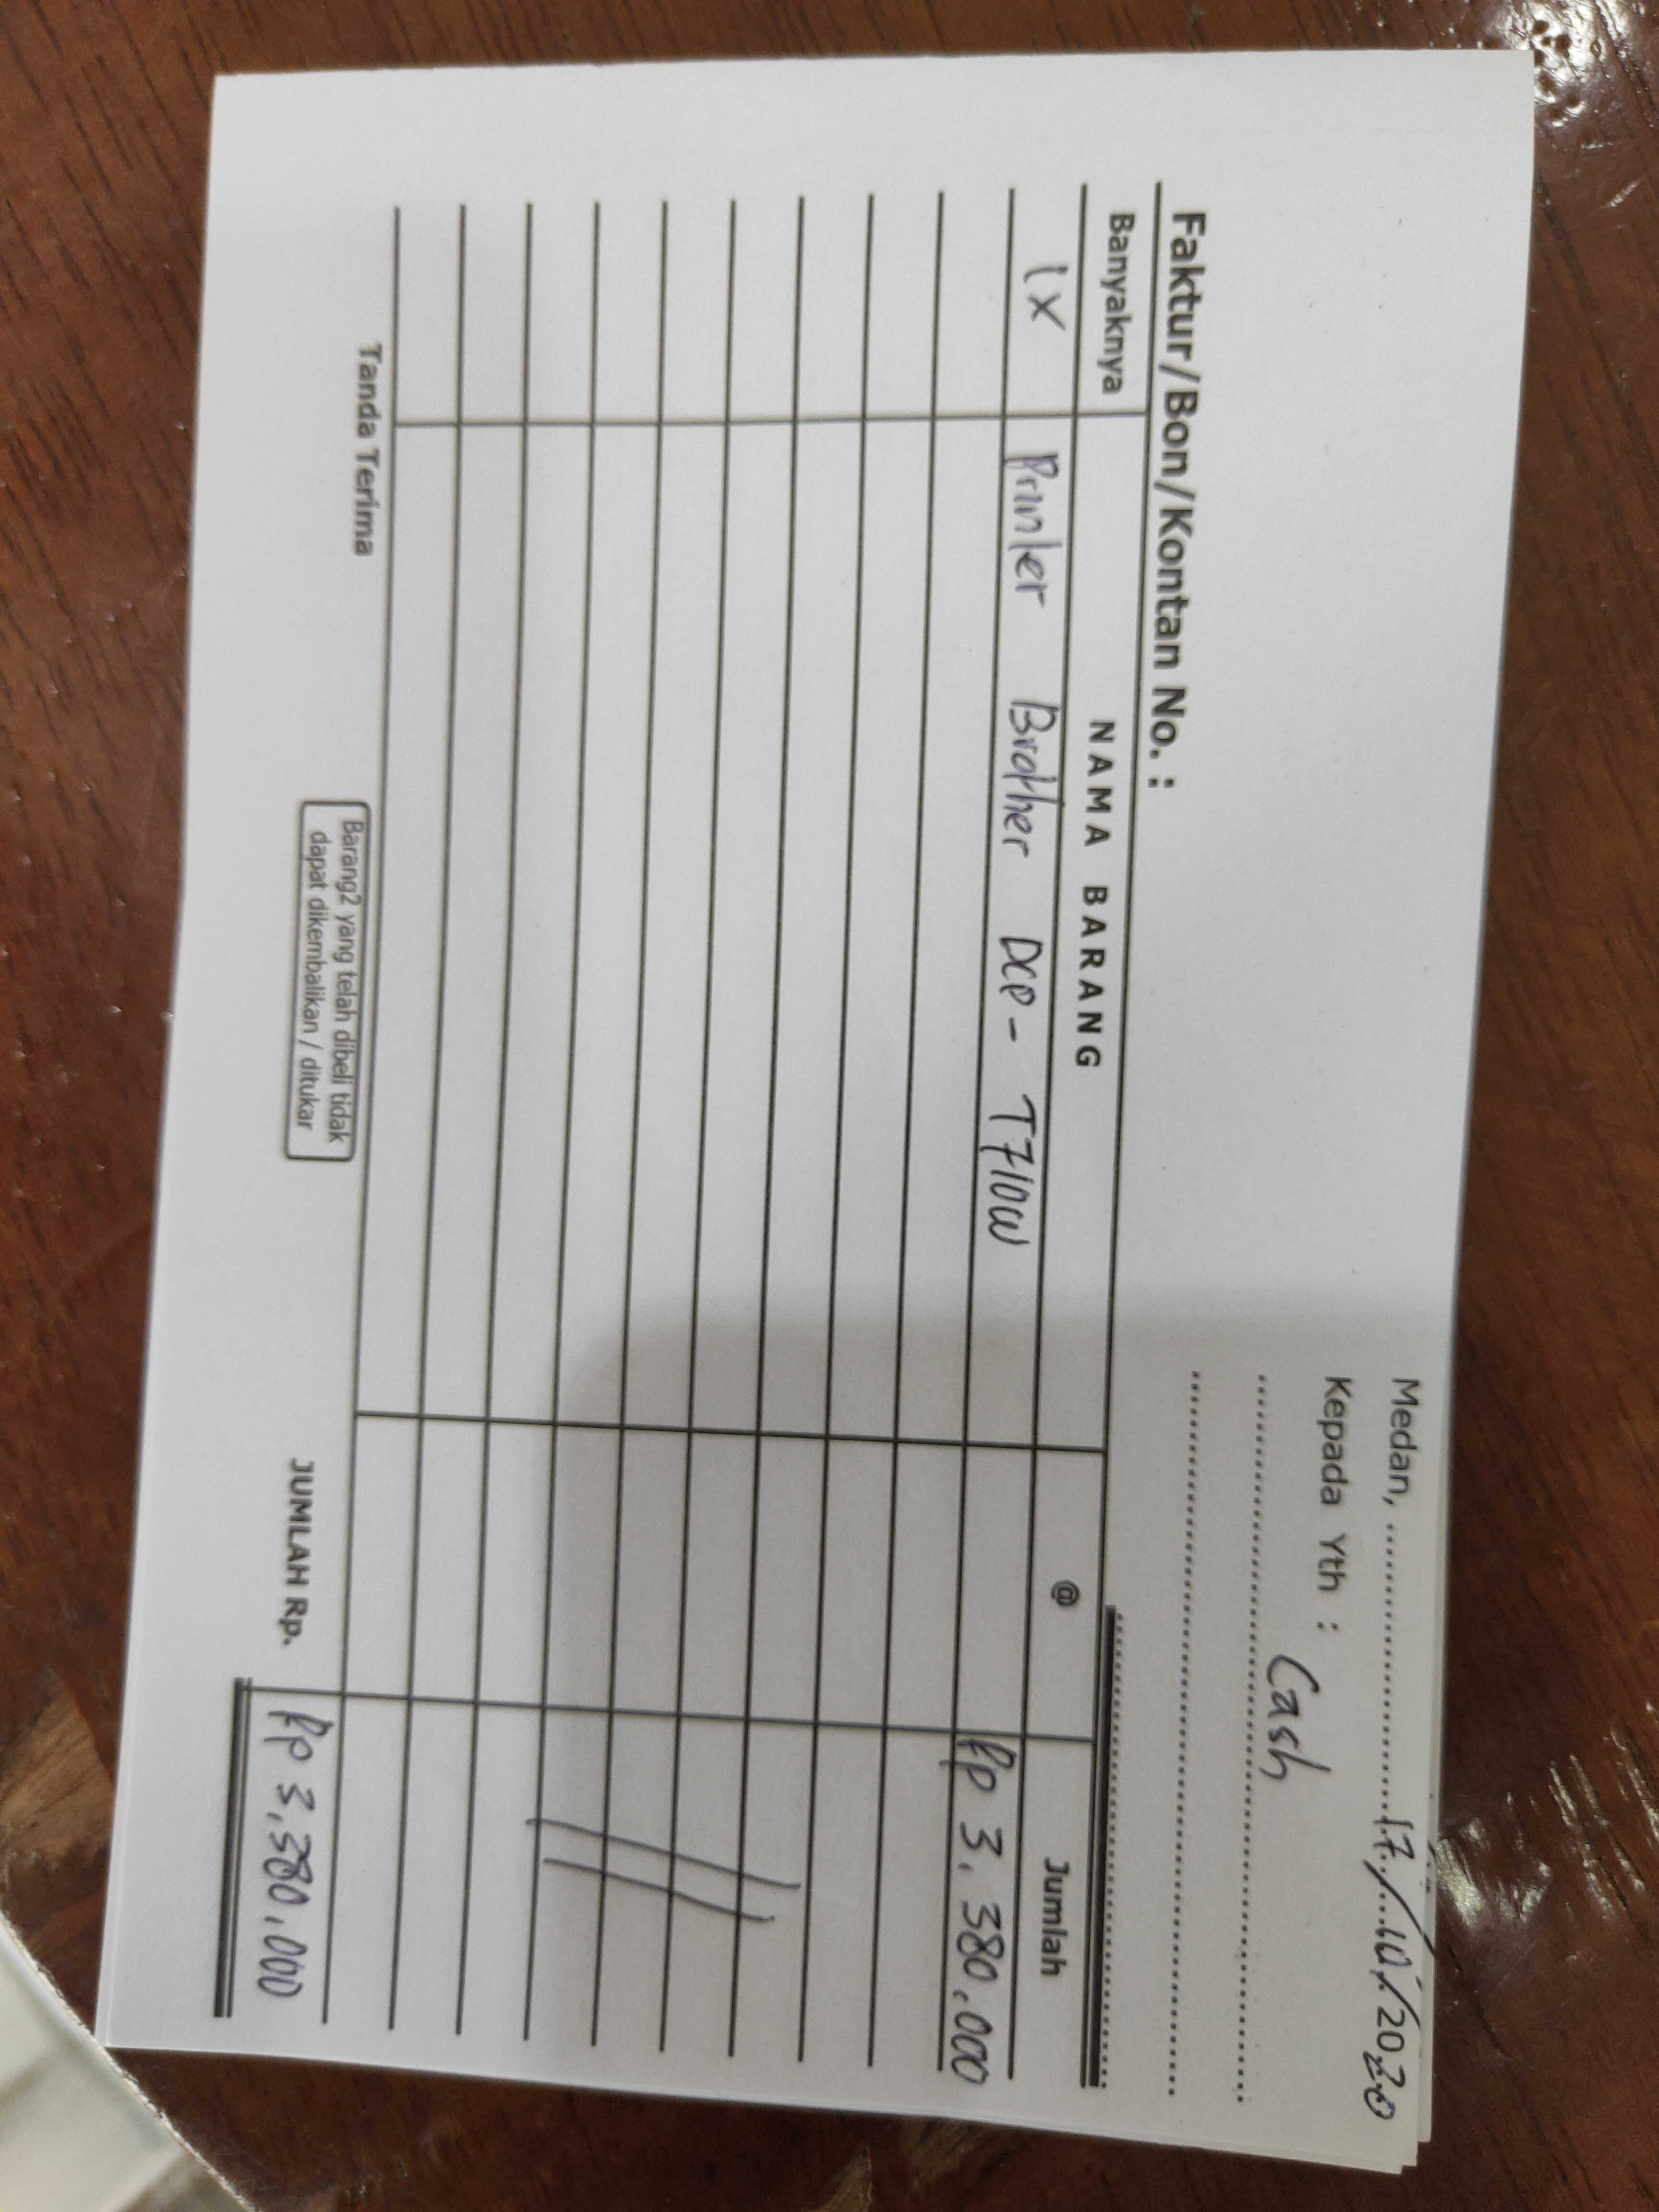 Medan, 17/10/2020
Kepada Yth : Cash
Faktur/Bon/Kontan No. :
Banyaknya NAMA BARANG @ Jumlah
1x Printer Brother DCP-T710W Rp 3.380.000
Tanda Terima
Barang2 yang telah dibeli tidak
dapat dikembalikan / ditukar
JUMLAH Rp. Rp 3.380.000